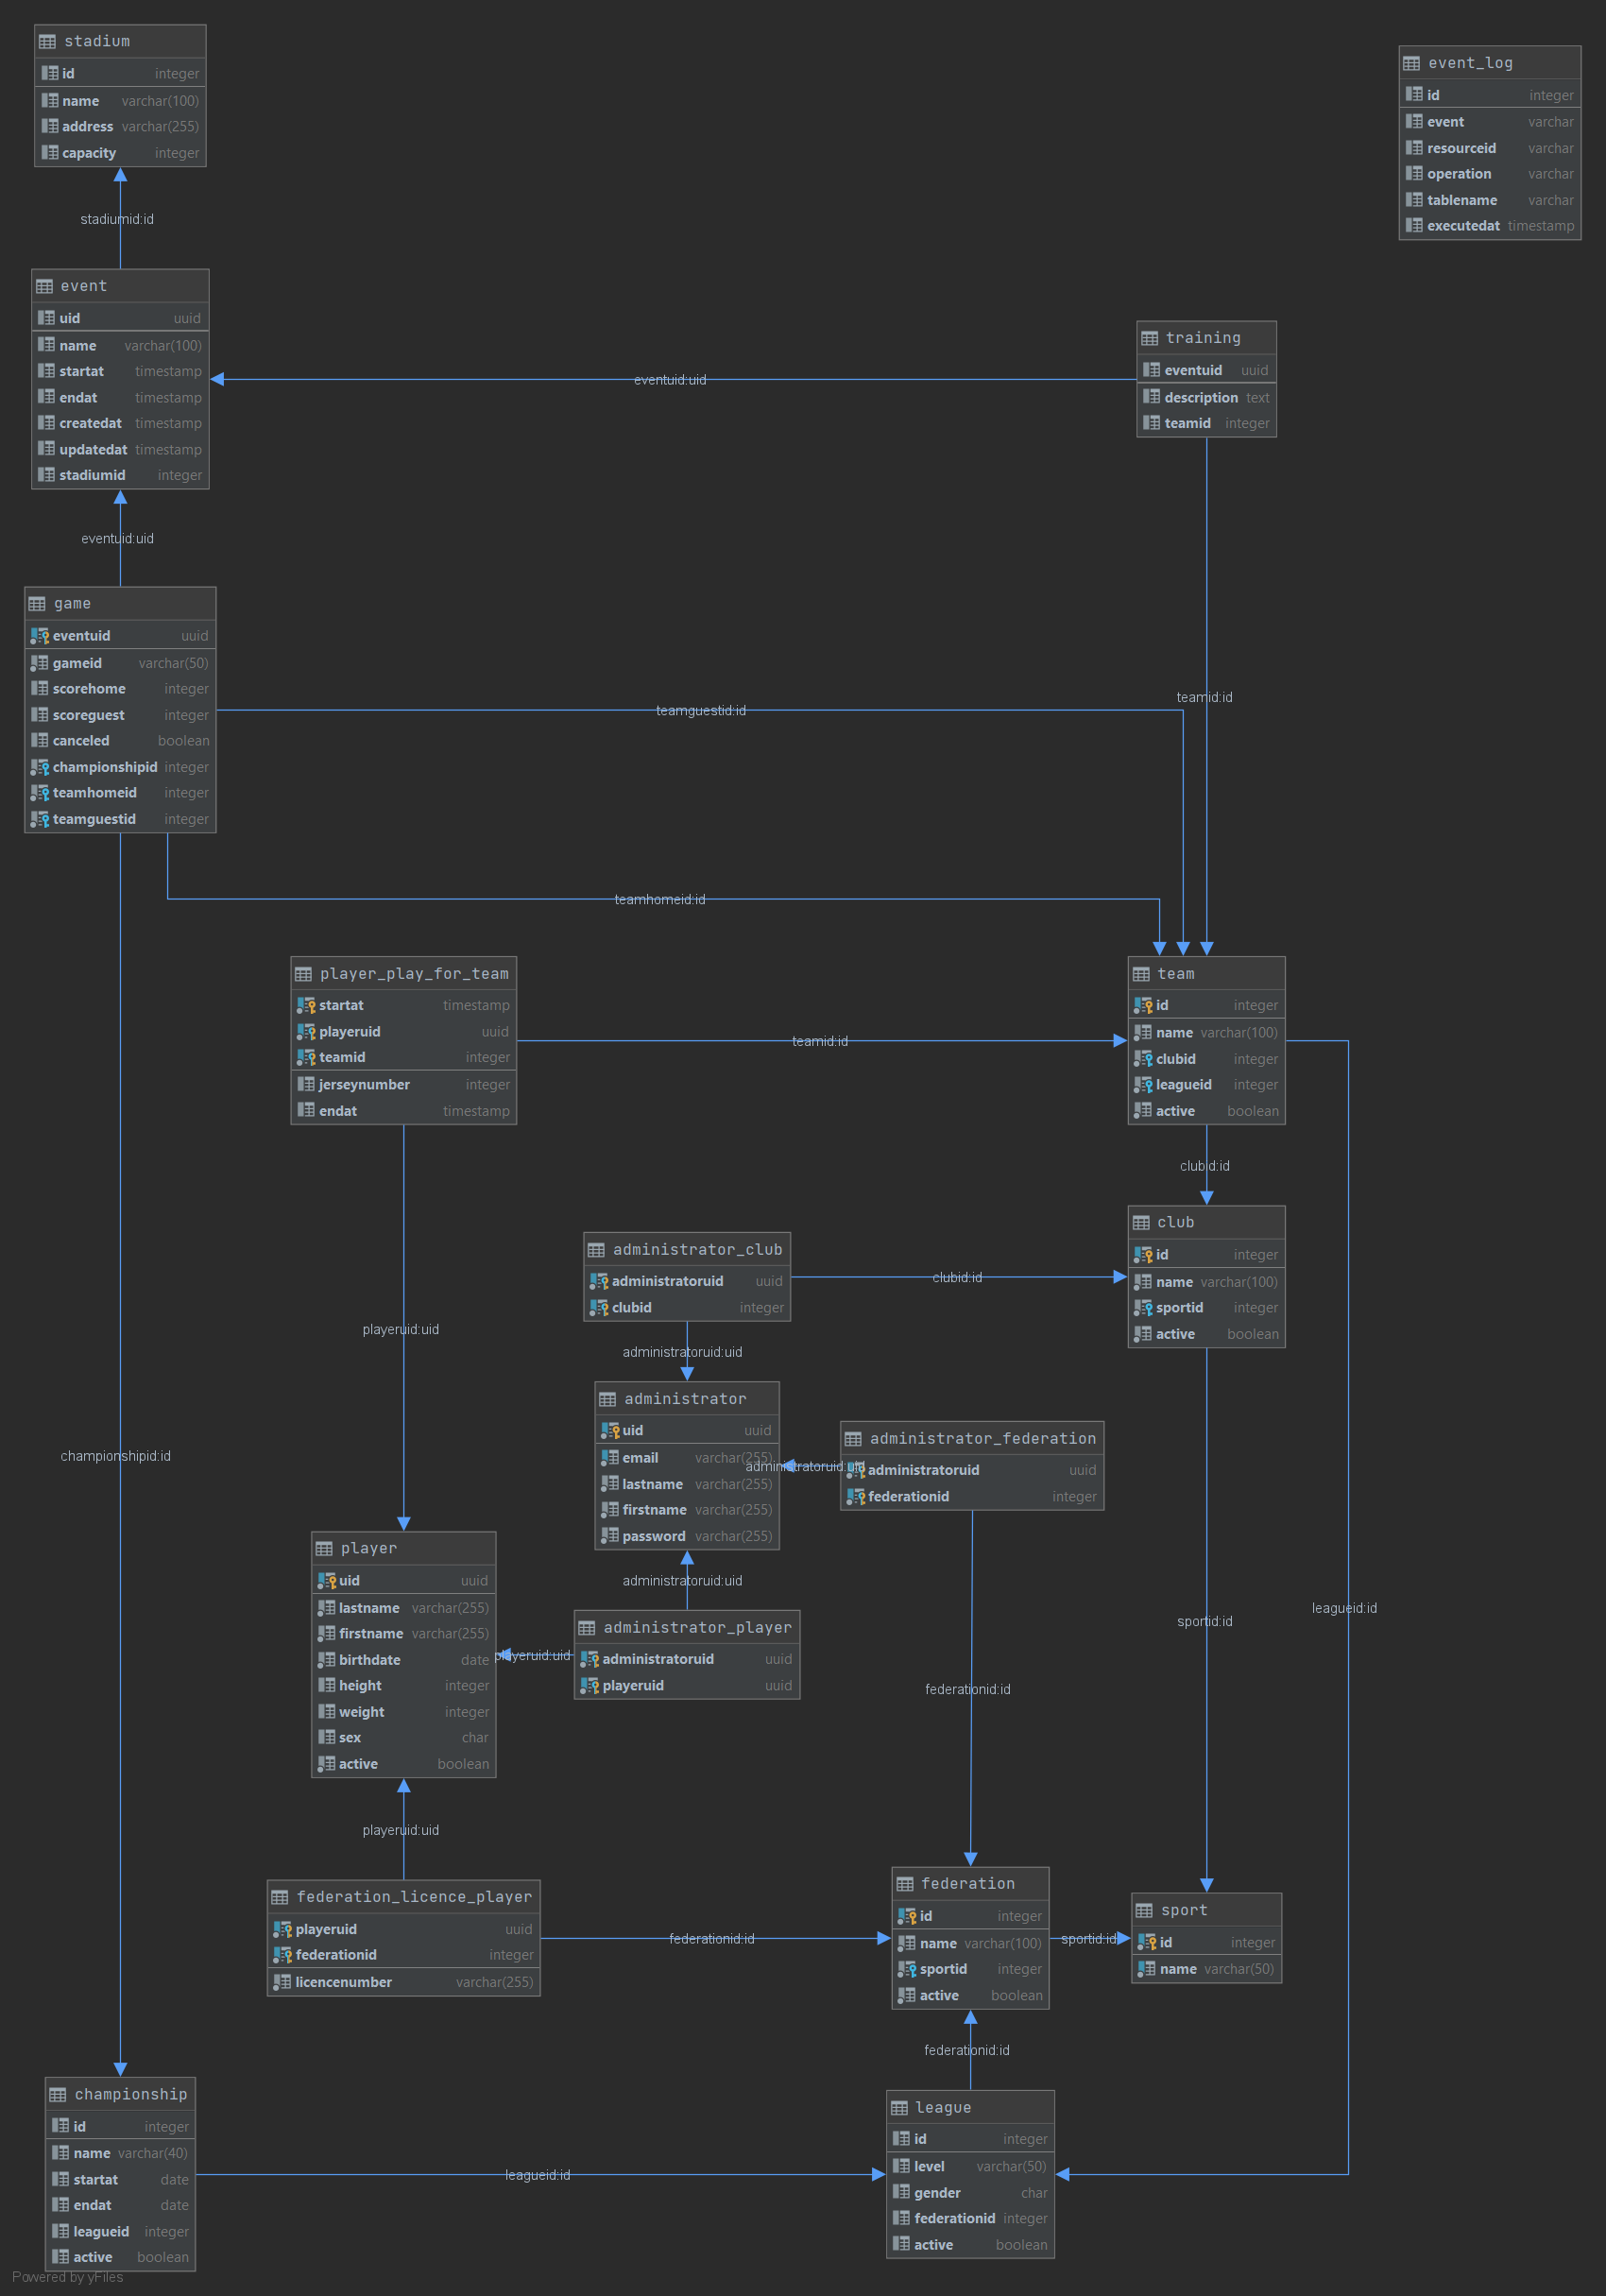 stadium
id integer
name varchar(100)
address varchar(255)
capacity integer
event_log
id integer
event varchar
resourceid varchar
operation varchar
tablename varchar
executedat timestamp
stadiumid:id
event
uid uuid
name varchar(100)
startat timestamp
endat timestamp
createdat timestamp
updatedat timestamp
stadiumid integer
training
eventuid uuid
description text
teamid integer
eventuid:uid
eventuid:uid
game
eventuid uuid
gameid varchar(50)
scorehome integer
scoreguest integer
canceled boolean
championshipid integer
teamhomeid integer
teamguestid integer
teamid:id
teamguestid:id
teamhomeid:id
player_play_for_team
startat timestamp
playeruid uuid
teamid integer
jerseynumber integer
endat timestamp
teamid:id
team
id integer
name varchar(100)
clubid integer
leagueid integer
active boolean
clubid:id
administrator_club
administratoruid uuid
clubid integer
clubid:id
club
id integer
name varchar(100)
sportid integer
active boolean
playeruid:uid
administratoruid:uid
administrator
uid uuid
email varchar(255)
lastname varchar(255)
firstname varchar(255)
password varchar(255)
administratoruid:uid
administrator_federation
administratoruid uuid
federationid integer
championshipid:id
player
uid uuid
lastname varchar(255)
firstname varchar(255)
birthdate date
height integer
weight integer
sex char
active boolean
administratoruid:uid
administrator_player
administratoruid uuid
playeruid uuid
playeruid:uid
leagueid:id
sportid:id
federationid:id
playeruid:uid
federation_licence_player
playeruid uuid
federationid integer
licencenumber varchar(255)
federationid:id
federation
id integer
name varchar(100)
sportid integer
active boolean
sportid:id
sport
id integer
name varchar(50)
federationid:id
championship
id integer
name varchar(40)
startat date
endat date
leagueid integer
active boolean
leagueid:id
league
id integer
level varchar(50)
gender char
federationid integer
active boolean
Powered by yFiles